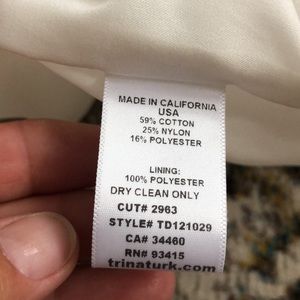 MADE IN CALIFORNIA
USA
59% COTTON
25% NYLON
16% POLYESTER
LINING:
100% POLYESTER
DRY CLEAN ONLY
CUT# 2963
STYLE# TD121029
CA# 34460
RN# 93415
trinaturk.com